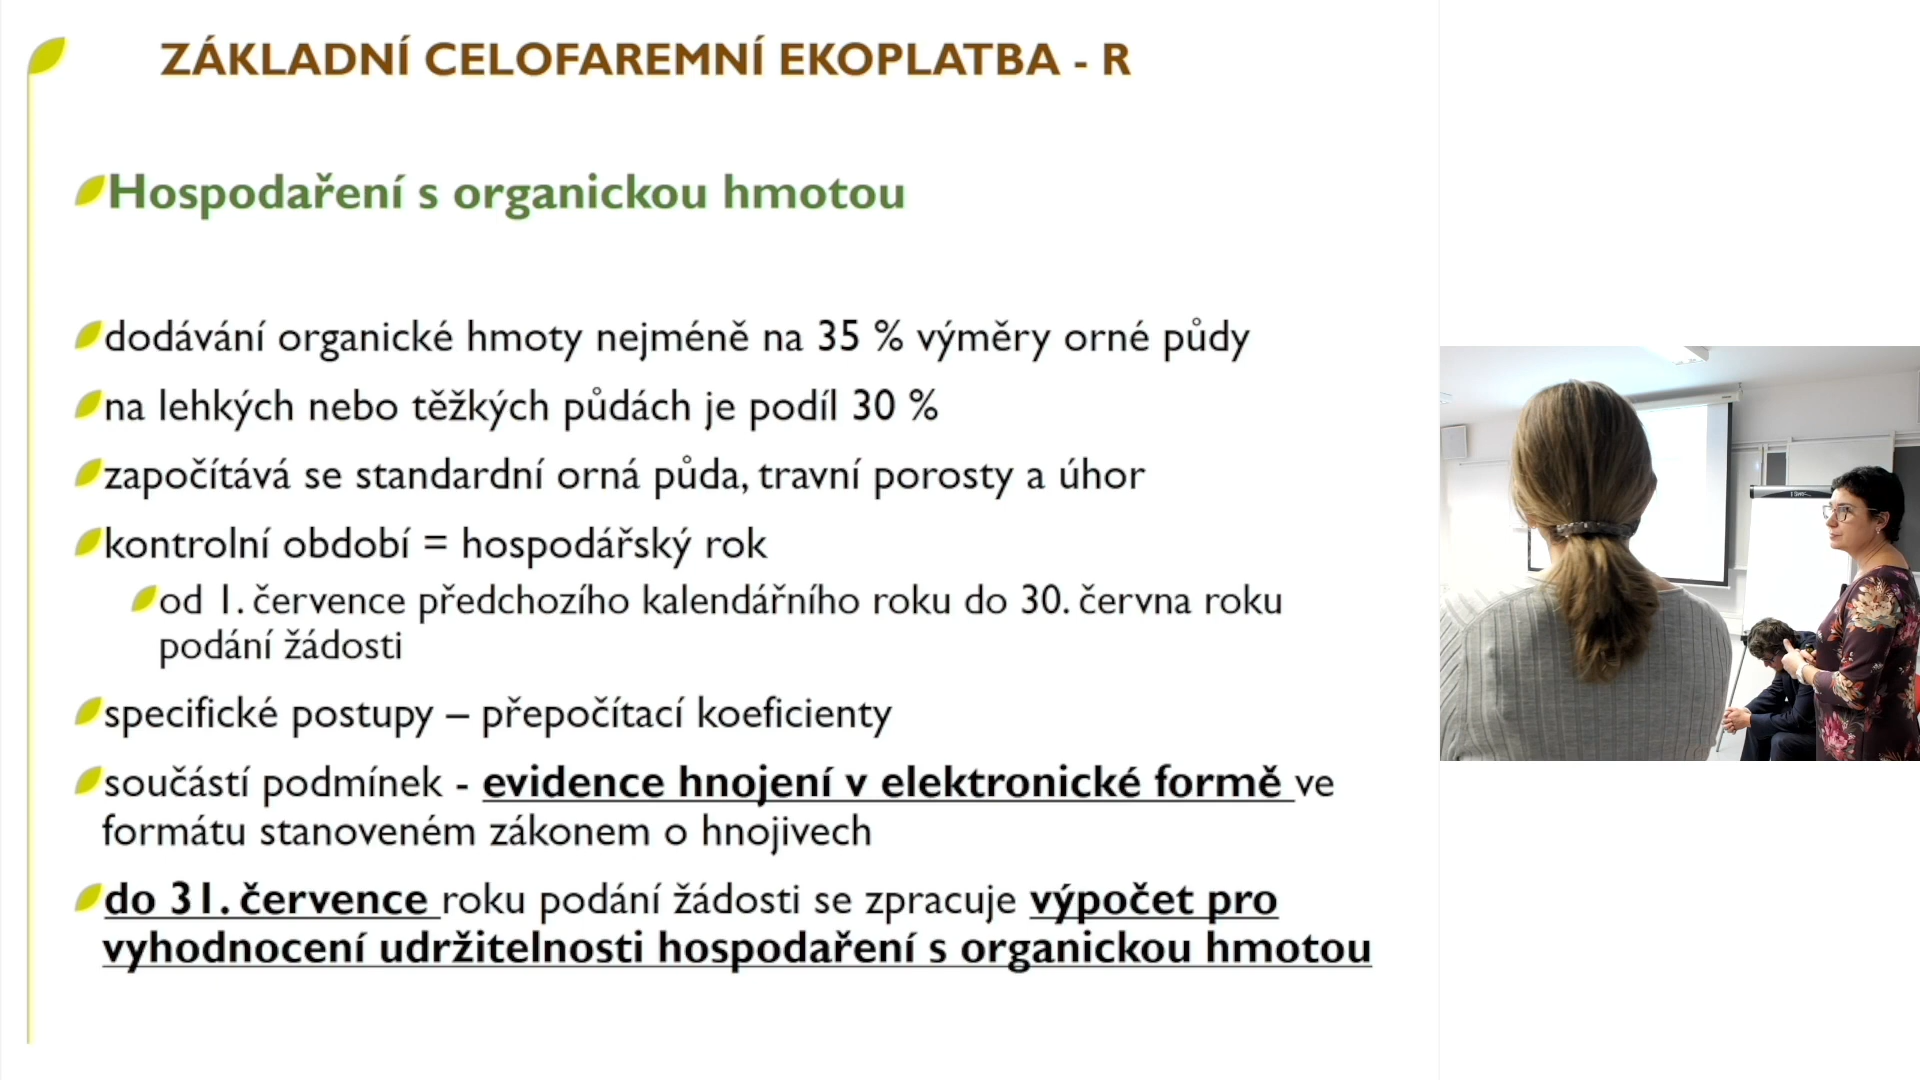 ZÁKLADNÍ CELOFAREMNÍ EKOPLATBA - R
Hospodaření s organickou hmotou
dodávání organické hmoty nejméně na 35 % výměry orné půdy
na lehkých nebo těžkých půdách je podíl 30 %
započítává se standardní orná půda, travní porosty a úhor
kontrolní období = hospodářský rok
od 1. července předchozího kalendářního roku do 30. června roku
podání žádosti
specifické postupy – přepočítací koeficienty
součástí podmínek - evidence hnojení v elektronické formě ve
formátu stanoveném zákonem o hnojivech
do 31. července roku podání žádosti se zpracuje výpočet pro
vyhodnocení udržitelnosti hospodaření s organickou hmotou